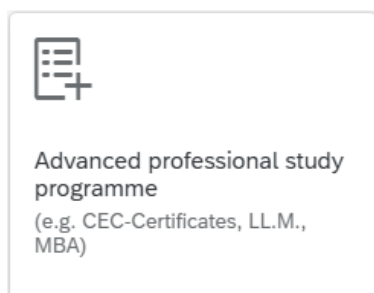 Advanced professional study
programme
(e.g. CEC-Certificates, LL.M.,
MBA)